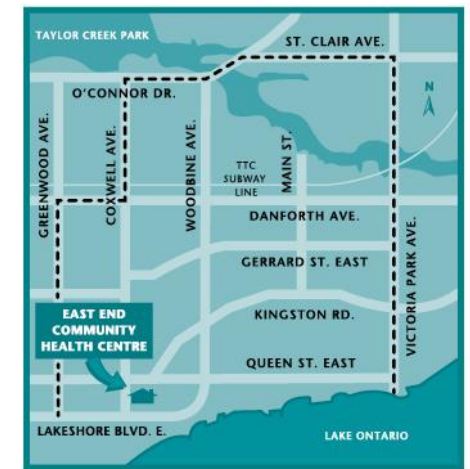 TAYLOR CREEK PARK
ST. CLAIR AVE.
O'CONNOR DR.
N
GREENWOOD AVE.
COXWELL AVE.
WOODBINE AVE.
MAIN ST.
TTC
SUBWAY
LINE
DANFORTH AVE.
VICTORIA PARK AVE.
GERRARD ST. EAST
EAST END
COMMUNITY
HEALTH CENTRE
KINGSTON RD.
QUEEN ST. EAST
LAKESHORE BLVD. E.
LAKE ONTARIO